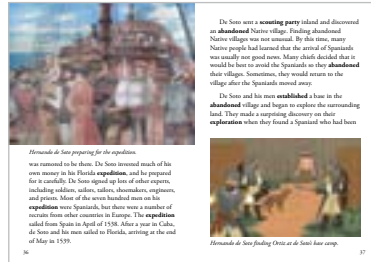 Hernando de Soto preparing for the expedition.
was rumored to be there. De Soto invested much of his
own money in his Florida expedition, and he prepared
for it carefully. De Soto signed up lots of other experts,
including soldiers, sailors, tailors, shoemakers, engineers,
and priests. Most of the seven hundred men on his
expedition were Spaniards, but there were a number of
recruits from other countries in Europe. The expedition
sailed from Spain in April of 1538. After a year in Cuba,
de Soto and his men sailed to Florida, arriving at the end
of May in 1539.
36
De Soto sent a scouting party inland and discovered
an abandoned Native village. Finding abandoned
Native villages was not unusual. By this time, many
Native people had learned that the arrival of Spaniards
was usually not good news. Many chiefs decided that it
would be best to avoid the Spaniards so they abandoned
their villages. Sometimes, they would return to the
village after the Spaniards moved away.
De Soto and his men established a base in the
abandoned village and began to explore the surrounding
land. They made a surprising discovery on their
exploration when they found a Spaniard who had been
Hernando de Soto finding Ortiz at de Soto's base camp.
37